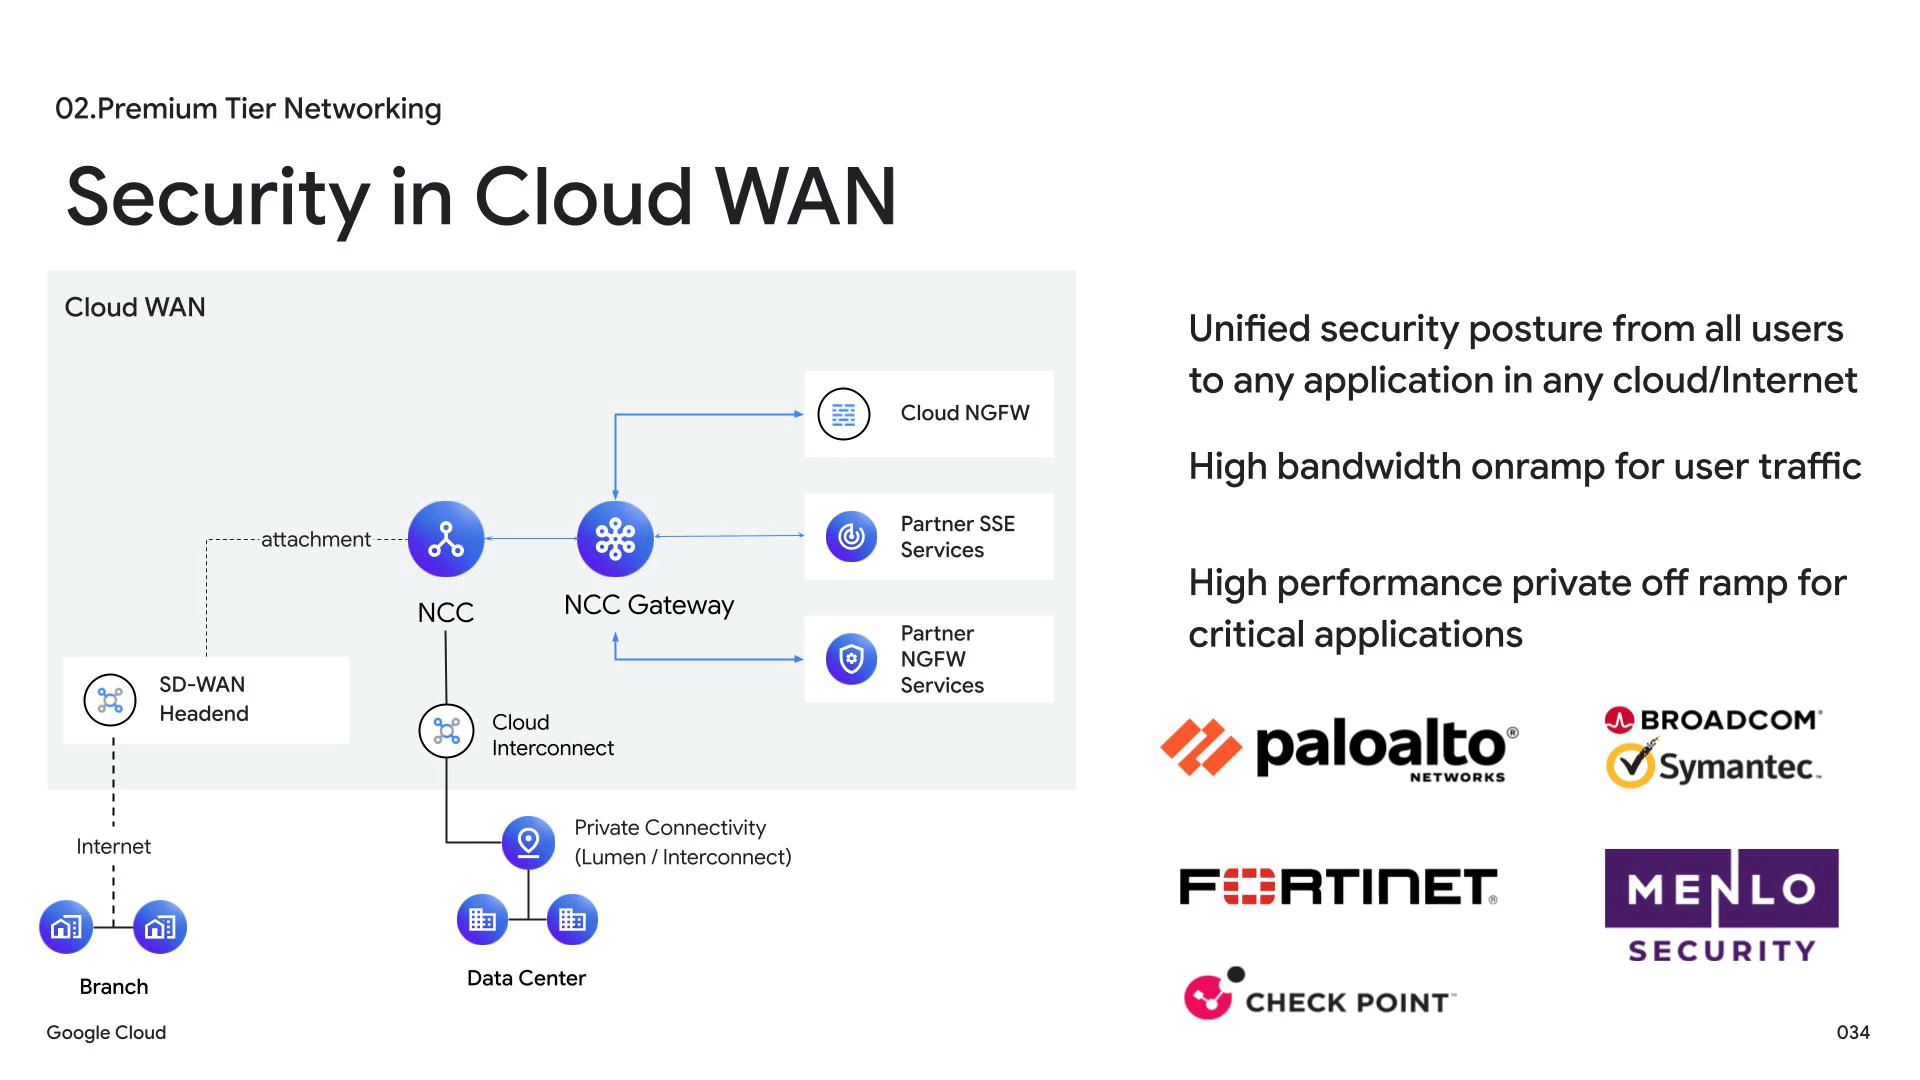 02.Premium Tier Networking
Security in Cloud WAN
Cloud WAN
Cloud NGFW
Partner SSE
Services
Partner
NGFW
Services
attachment
NCC
NCC Gateway
SD-WAN
Headend
Cloud
Interconnect
Internet
Private Connectivity
(Lumen / Interconnect)
Branch
Data Center
Unified security posture from all users
to any application in any cloud/Internet
High bandwidth onramp for user traffic
High performance private off ramp for
critical applications
paloalto®
NETWORKS
BROADCOM®
Symantec™
FORTINET®
MENLO
SECURITY
CHECK POINT™
Google Cloud
034